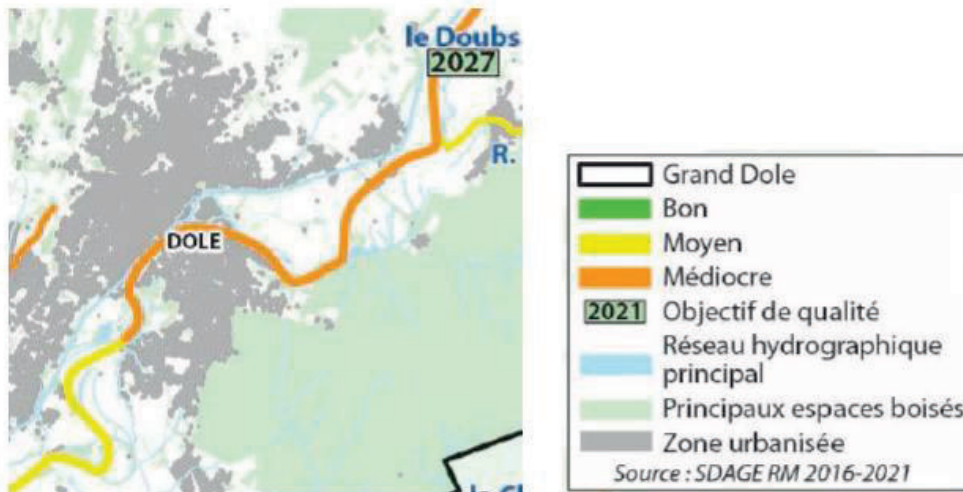 le Doubs
2027
R.
DOLE
Grand Dole
Bon
Moyen
Médiocre
2021 Objectif de qualité
Réseau hydrographique
principal
Principaux espaces boisés
Zone urbanisée
Source : SDAGE RM 2016-2021